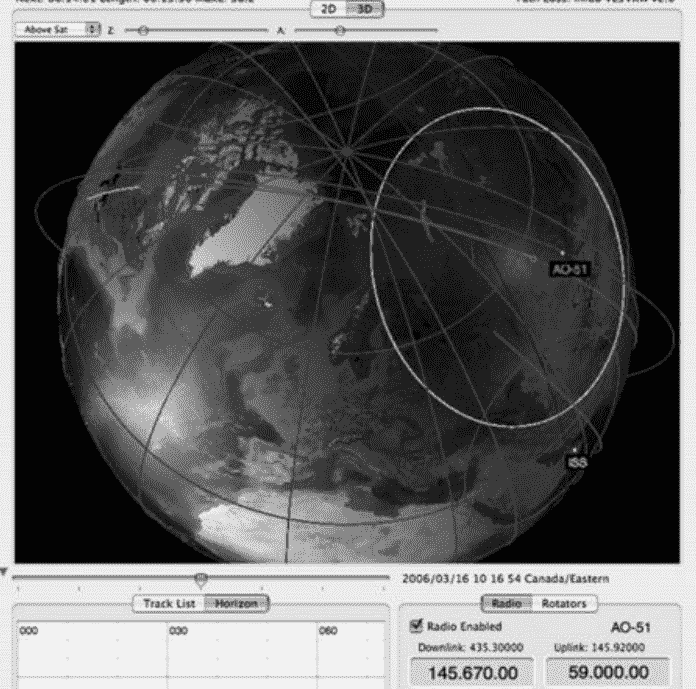 2D 3D
Above Sat Z: A:
AO-51
ISS
2006/03/16 10 16 54 Canada/Eastern
Track List Horizon
Radio Rotators
000 030 060
Radio Enabled AO-51
Downlink: 435.30000 Uplink: 145.92000
145.670.00 59.000.00